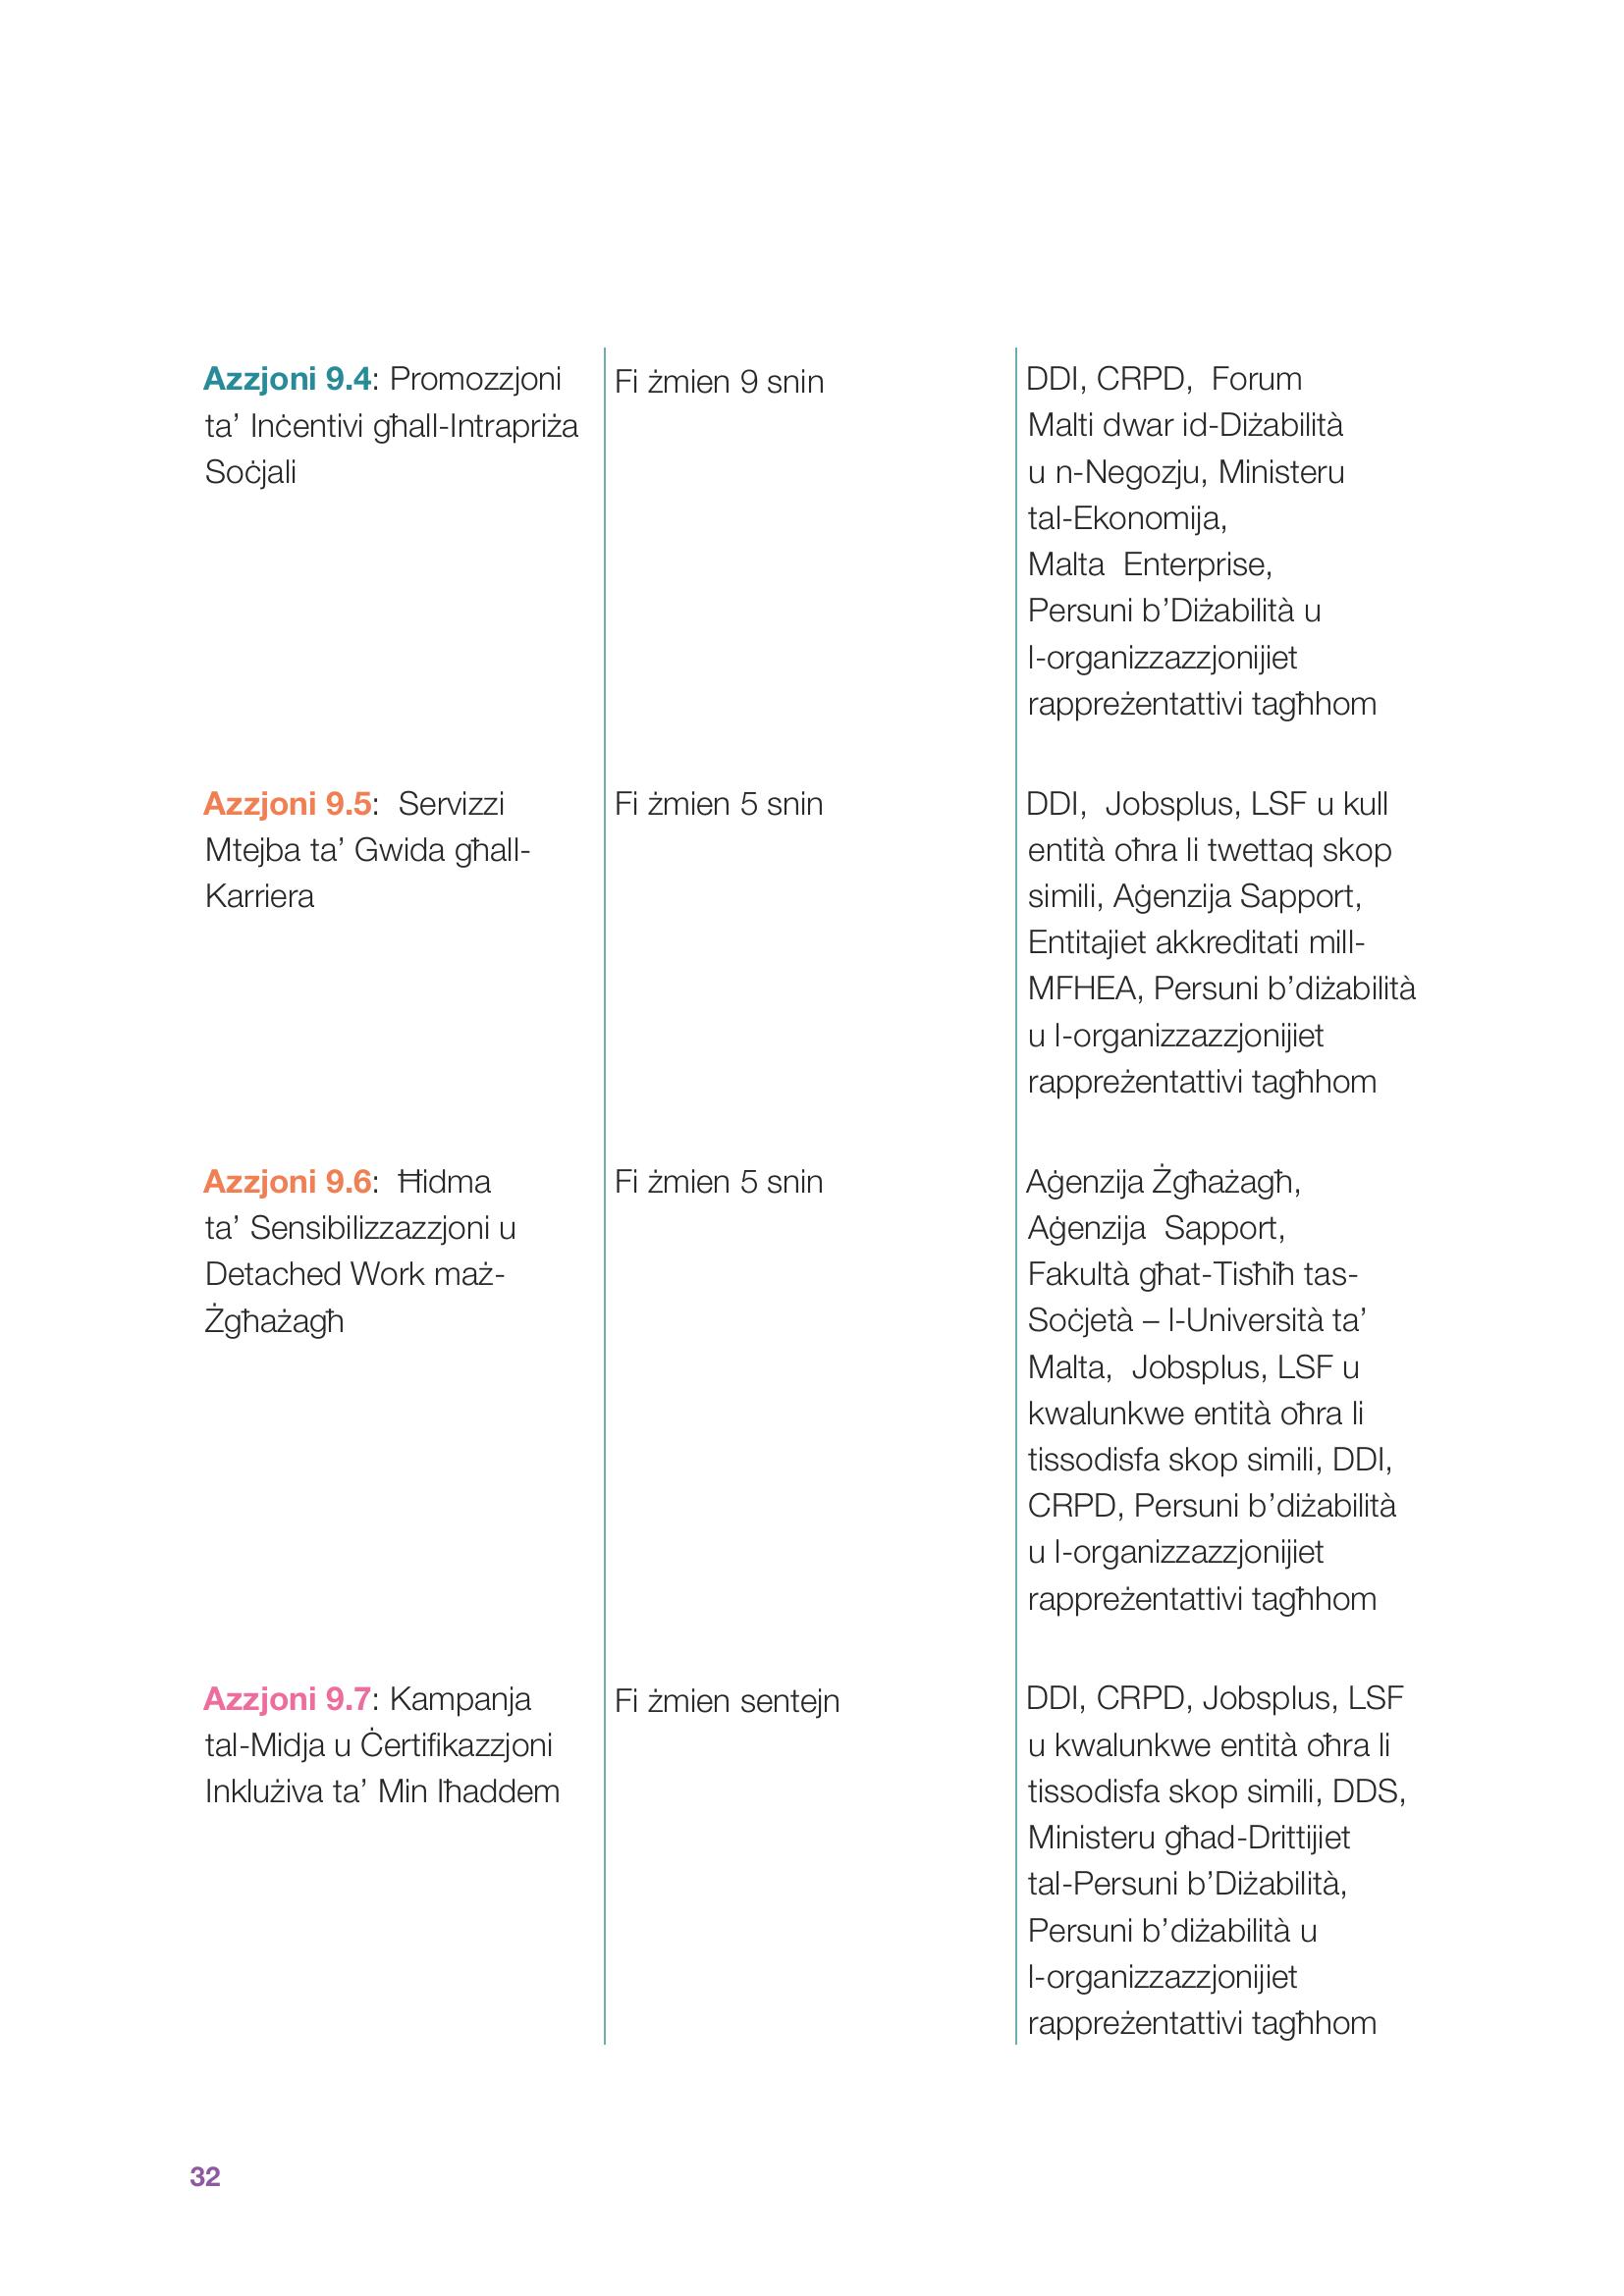 Azzjoni 9.4: Promozzjoni
ta’ Inċentivi għall-Intrapriża
Soċjali
Fi żmien 9 snin
DDI, CRPD, Forum
Malti dwar id-Diżabilità
u n-Negozju, Ministeru
tal-Ekonomija,
Malta Enterprise,
Persuni b’Diżabilità u
l-organizzazzjonijiet
rappreżentattivi tagħhom
Azzjoni 9.5: Servizzi
Mtejba ta’ Gwida għall-
Karriera
Fi żmien 5 snin
DDI, Jobsplus, LSF u kull
entità oħra li twettaq skop
simili, Aġenzija Sapport,
Entitajiet akkreditati mill-
MFHEA, Persuni b’diżabilità
u l-organizzazzjonijiet
rappreżentattivi tagħhom
Azzjoni 9.6: Ħidma
ta’ Sensibilizzazzjoni u
Detached Work maż-
Żgħażagħ
Fi żmien 5 snin
Aġenzija Żgħażagħ,
Aġenzija Sapport,
Fakultà għat-Tisħiħ tas-
Soċjetà – l-Università ta’
Malta, Jobsplus, LSF u
kwalunkwe entità oħra li
tissodisfa skop simili, DDI,
CRPD, Persuni b’diżabilità
u l-organizzazzjonijiet
rappreżentattivi tagħhom
Azzjoni 9.7: Kampanja
tal-Midja u Ċertifikazzjoni
Inklużiva ta’ Min Iħaddem
Fi żmien sentejn
DDI, CRPD, Jobsplus, LSF
u kwalunkwe entità oħra li
tissodisfa skop simili, DDS,
Ministeru għad-Drittijiet
tal-Persuni b’Diżabilità,
Persuni b’diżabilità u
l-organizzazzjonijiet
rappreżentattivi tagħhom
32